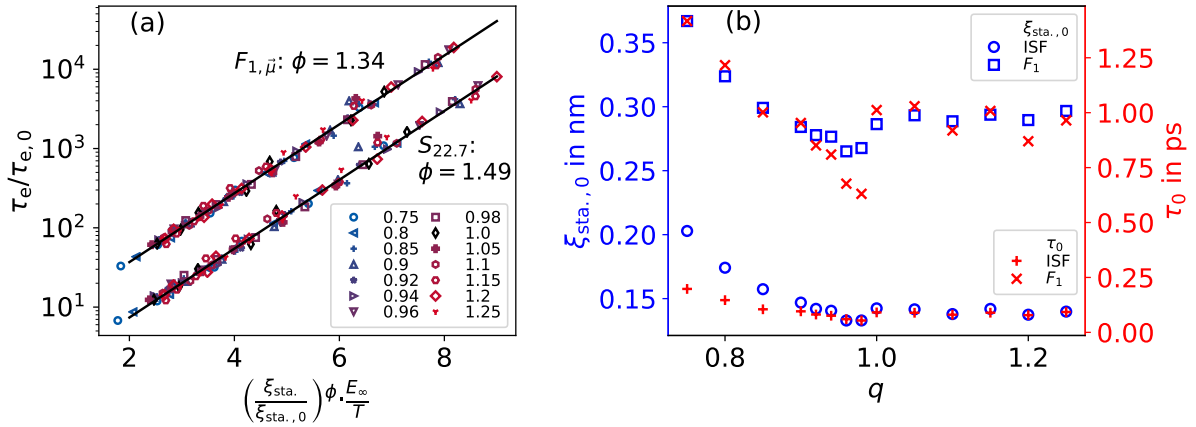 (a)
F₁,μ⃗: ϕ = 1.34
S₂₂.₇:
ϕ = 1.49
τₑ/τₑ,₀
10⁴
10³
10²
10¹
2 4 6 8
(ξsta./ξsta.,0)^ϕ · E∞/T
0.75 0.98
0.8 1.0
0.85 1.05
0.9 1.1
0.92 1.15
0.94 1.2
0.96 1.25
(b)
ξsta.,0 in nm
0.35
0.30
0.25
0.20
0.15
ξsta.,0
ISF
F₁
τ₀
ISF
F₁
0.8 1.0 1.2
q
1.25
1.00
0.75
0.50
0.25
0.00
τ₀ in ps